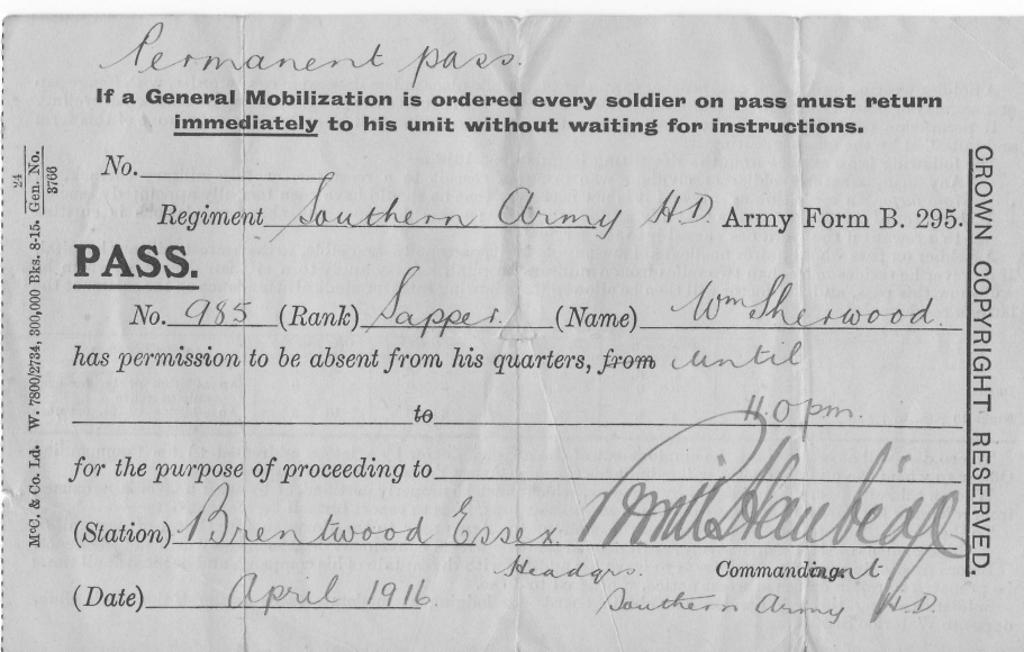 Permanent pass.
If a General Mobilization is ordered every soldier on pass must return
immediately to his unit without waiting for instructions.
No.
Regiment Southern Army H.D. Army Form B. 295.
PASS.
No. 985 (Rank) Sapper. (Name) Wm Sherwood.
has permission to be absent from his quarters, from until
to 11.0 pm.
for the purpose of proceeding to
(Station) Brentwood Essex.
Headqrs. Commandant
(Date) April 1916 Southern Army H.D.
CROWN COPYRIGHT RESERVED.
McC. & Co. Ld. W. 7800/2734, 300,000 Bks. 8-15. Gen. No.
24
3766